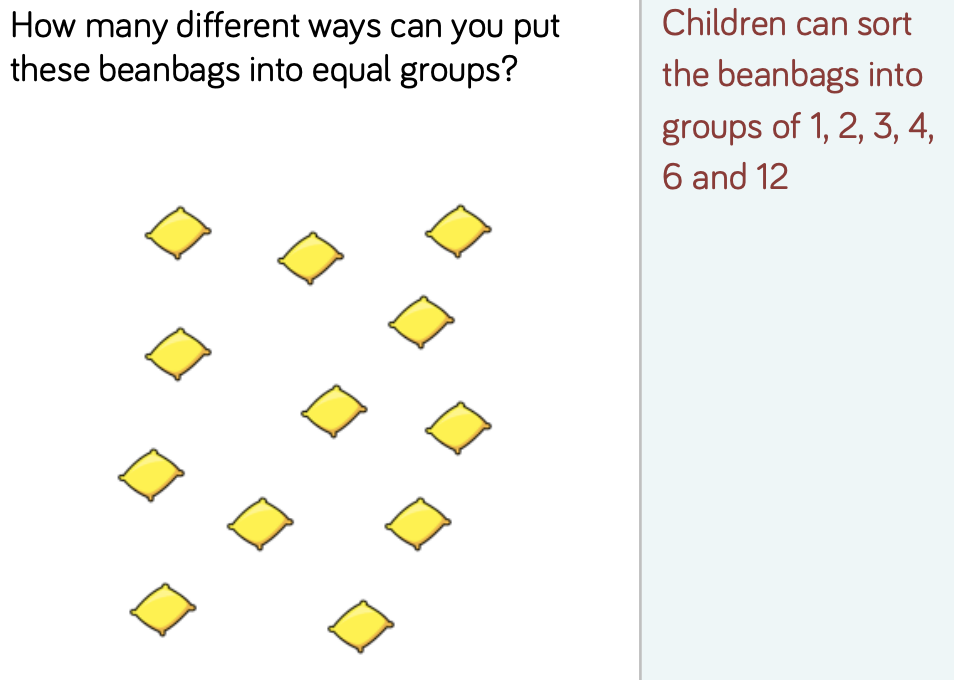 How many different ways can you put
these beanbags into equal groups?
Children can sort
the beanbags into
groups of 1, 2, 3, 4,
6 and 12